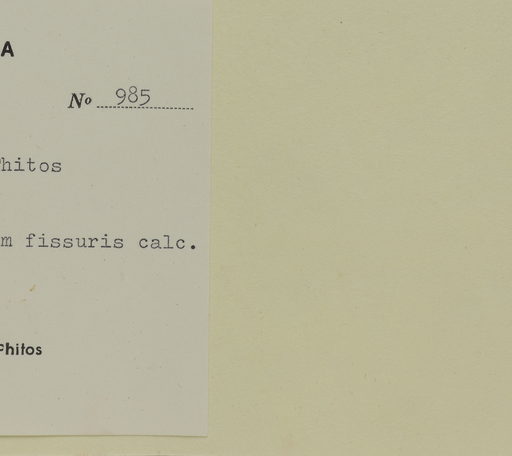 A
No 985
hitos
m fissuris calc.
Phitos